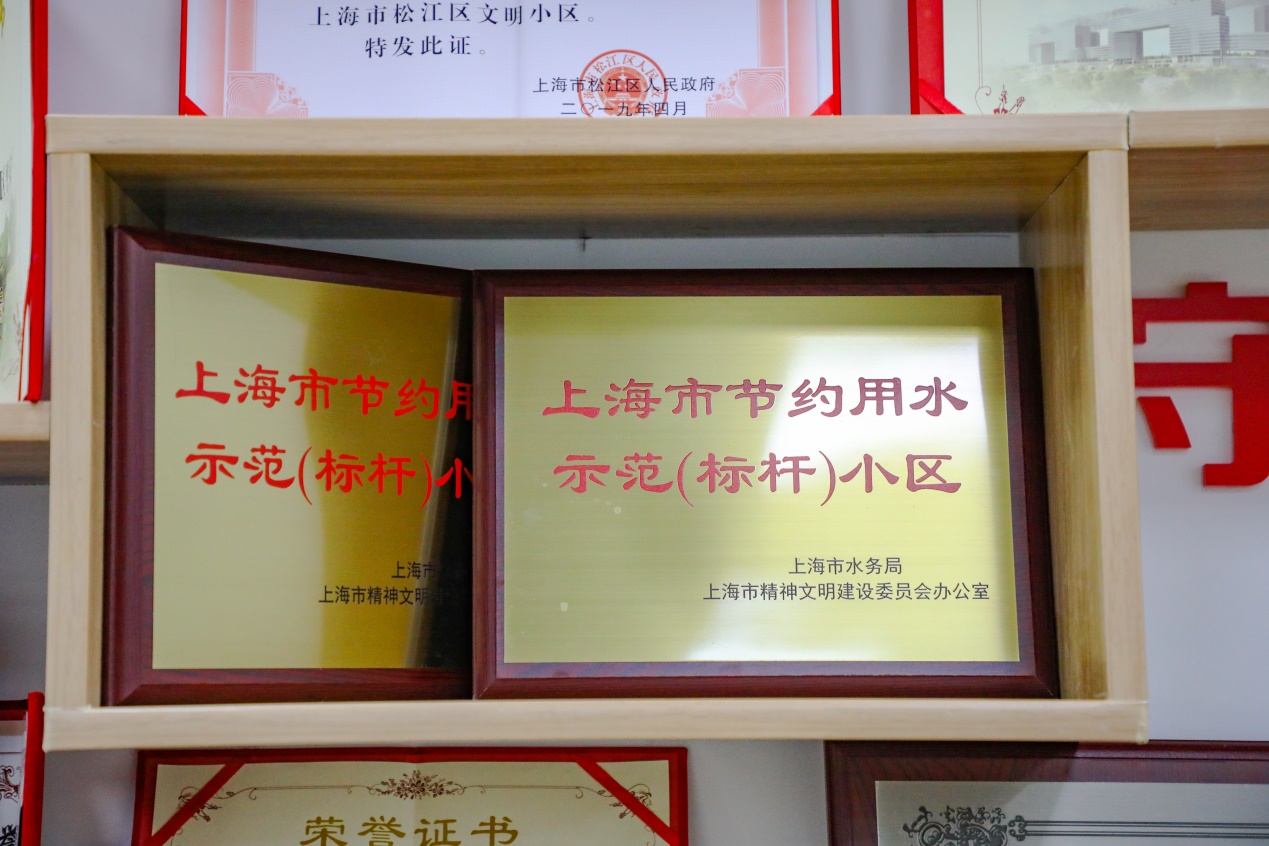 上海市松江区文明小区。
特发此证。
上海市松江区人民政府
二〇一九年四月
上海市节约用
示范(标杆)小
上海市
上海市精神文明
上海市节约用水
示范(标杆)小区
上海市水务局
上海市精神文明建设委员会办公室
荣誉证书